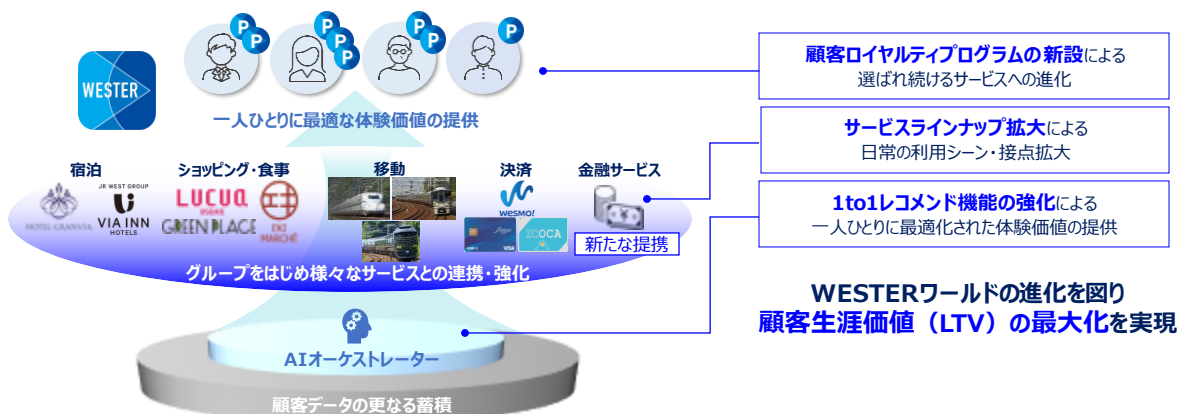 P P
P P P
P P
P
WESTER
一人ひとりに最適な体験価値の提供
宿泊
ショッピング・食事
移動
決済
金融サービス
HOTEL GRANVIA
JR WEST GROUP
VIA INN
HOTELS
LUCUA
OSAKA
GREEN PLACE
EKI
MARCHÉ
wesmo!
VISA
ICOCA
新たな提携
グループをはじめ様々なサービスとの連携・強化
AIオーケストレーター
顧客データの更なる蓄積
顧客ロイヤルティプログラムの新設による
選ばれ続けるサービスへの進化
サービスラインナップ拡大による
日常の利用シーン・接点拡大
1to1レコメンド機能の強化による
一人ひとりに最適化された体験価値の提供
WESTERワールドの進化を図り
顧客生涯価値（LTV）の最大化を実現